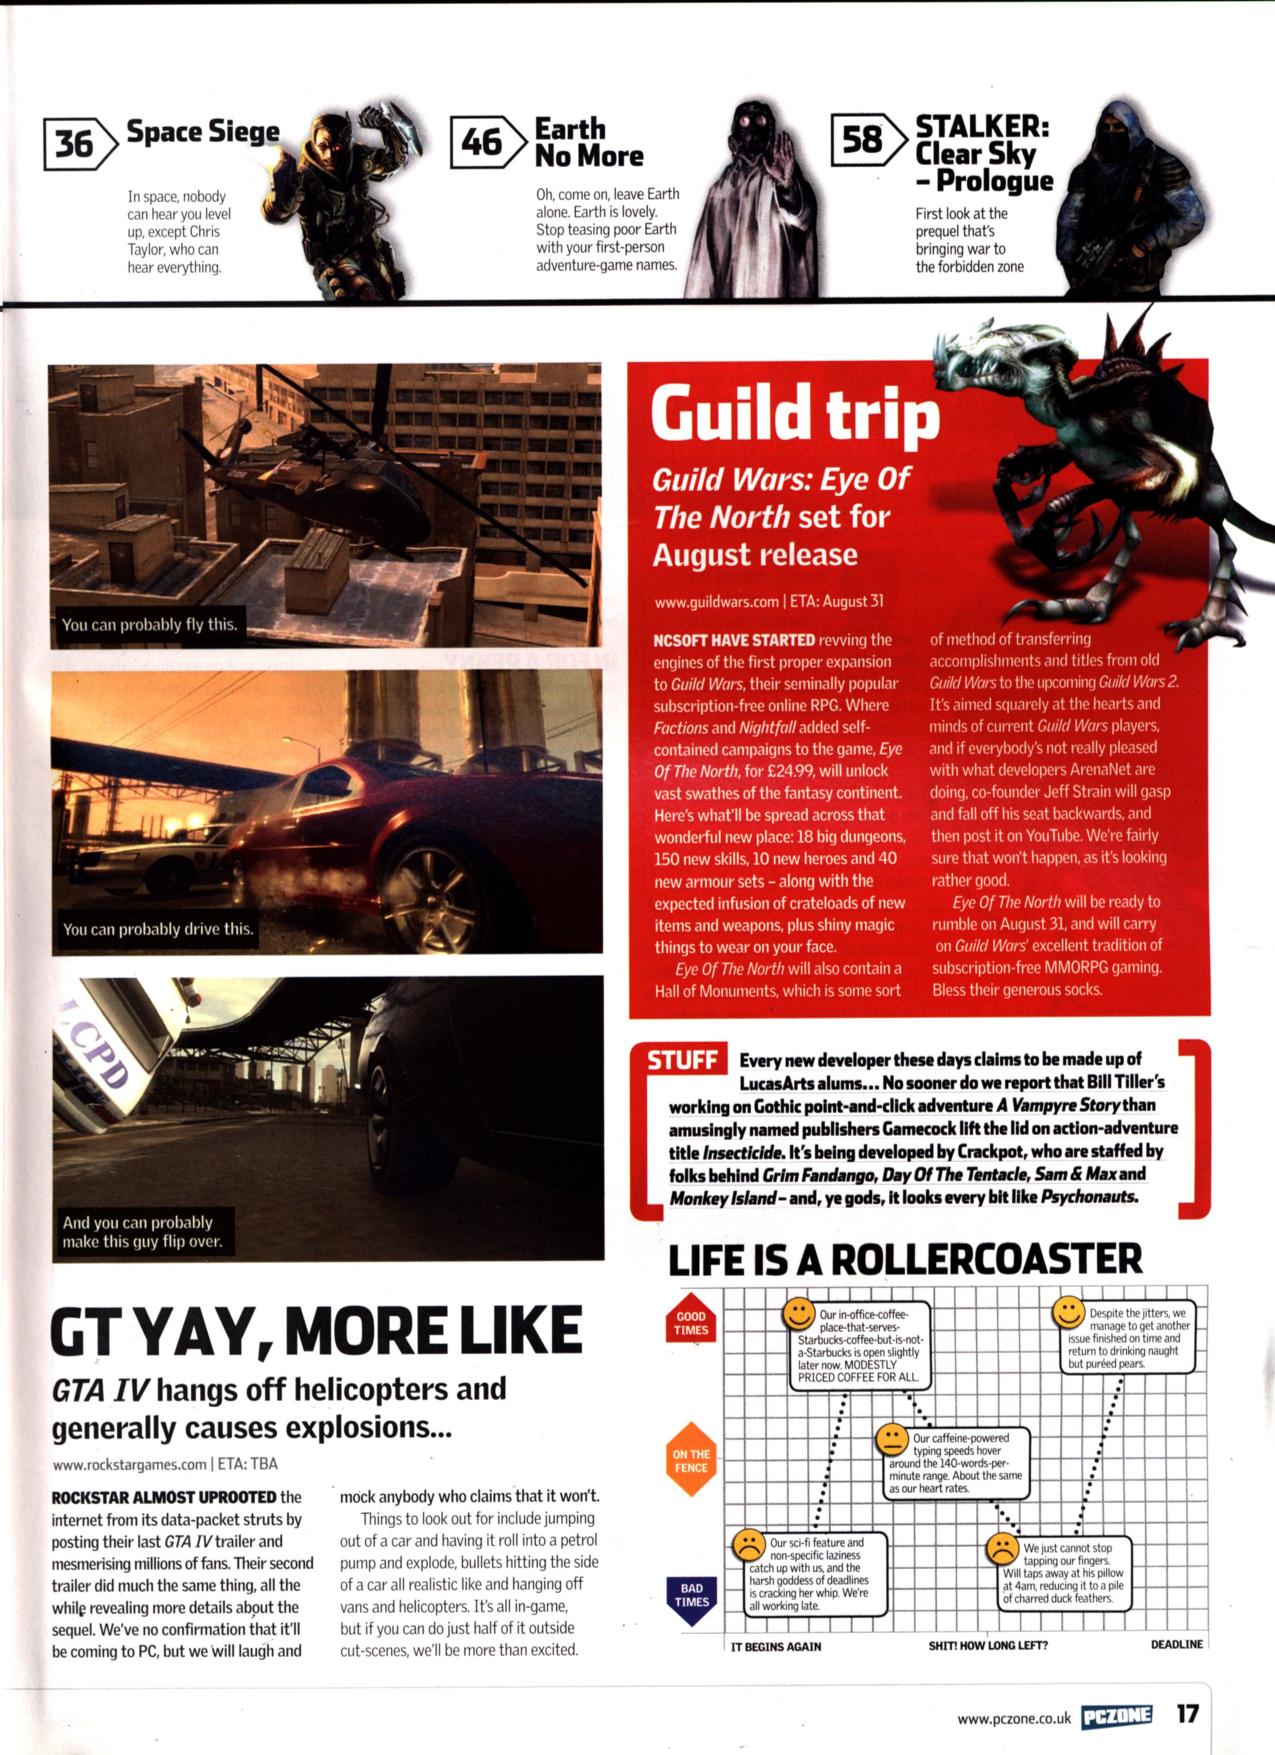 36
Space Siege
In space, nobody
can hear you level
up, except Chris
Taylor, who can
hear everything.
46
Earth
No More
Oh, come on, leave Earth
alone. Earth is lovely.
Stop teasing poor Earth
with your first-person
adventure-game names.
58
STALKER:
Clear Sky
– Prologue
First look at the
prequel that's
bringing war to
the forbidden zone
You can probably fly this.
You can probably drive this.
LCPD
And you can probably
make this guy flip over.
GT YAY, MORE LIKE
GTA IV hangs off helicopters and
generally causes explosions...
www.rockstargames.com | ETA: TBA
ROCKSTAR ALMOST UPROOTED the
internet from its data-packet struts by
posting their last GTA IV trailer and
mesmerising millions of fans. Their second
trailer did much the same thing, all the
while revealing more details about the
sequel. We've no confirmation that it'll
be coming to PC, but we will laugh and
mock anybody who claims that it won't.
Things to look out for include jumping
out of a car and having it roll into a petrol
pump and explode, bullets hitting the side
of a car all realistic like and hanging off
vans and helicopters. It's all in-game,
but if you can do just half of it outside
cut-scenes, we'll be more than excited.
Guild trip
Guild Wars: Eye Of
The North set for
August release
www.guildwars.com | ETA: August 31
NCSOFT HAVE STARTED revving the
engines of the first proper expansion
to Guild Wars, their seminally popular
subscription-free online RPG. Where
Factions and Nightfall added self-
contained campaigns to the game, Eye
Of The North, for £24.99, will unlock
vast swathes of the fantasy continent.
Here's what'll be spread across that
wonderful new place: 18 big dungeons,
150 new skills, 10 new heroes and 40
new armour sets – along with the
expected infusion of crateloads of new
items and weapons, plus shiny magic
things to wear on your face.
Eye Of The North will also contain a
Hall of Monuments, which is some sort
of method of transferring
accomplishments and titles from old
Guild Wars to the upcoming Guild Wars 2.
It's aimed squarely at the hearts and
minds of current Guild Wars players,
and if everybody's not really pleased
with what developers ArenaNet are
doing, co-founder Jeff Strain will gasp
and fall off his seat backwards, and
then post it on YouTube. We're fairly
sure that won't happen, as it's looking
rather good.
Eye Of The North will be ready to
rumble on August 31, and will carry
on Guild Wars' excellent tradition of
subscription-free MMORPG gaming.
Bless their generous socks.
STUFF Every new developer these days claims to be made up of
LucasArts alums... No sooner do we report that Bill Tiller's
working on Gothic point-and-click adventure A Vampyre Story than
amusingly named publishers Gamecock lift the lid on action-adventure
title Insecticide. It's being developed by Crackpot, who are staffed by
folks behind Grim Fandango, Day Of The Tentacle, Sam & Max and
Monkey Island – and, ye gods, it looks every bit like Psychonauts.
LIFE IS A ROLLERCOASTER
GOOD
TIMES
ON THE
FENCE
BAD
TIMES
Our in-office-coffee-
place-that-serves-
Starbucks-coffee-but-is-not-
a-Starbucks is open slightly
later now. MODESTLY
PRICED COFFEE FOR ALL.
Despite the jitters, we
manage to get another
issue finished on time and
return to drinking naught
but puréed pears.
Our caffeine-powered
typing speeds hover
around the 140-words-per-
minute range. About the same
as our heart rates.
Our sci-fi feature and
non-specific laziness
catch up with us, and the
harsh goddess of deadlines
is cracking her whip. We're
all working late.
We just cannot stop
tapping our fingers.
Will taps away at his pillow
at 4am, reducing it to a pile
of charred duck feathers.
IT BEGINS AGAIN
SHIT! HOW LONG LEFT?
DEADLINE
www.pczone.co.uk PCZONE 17